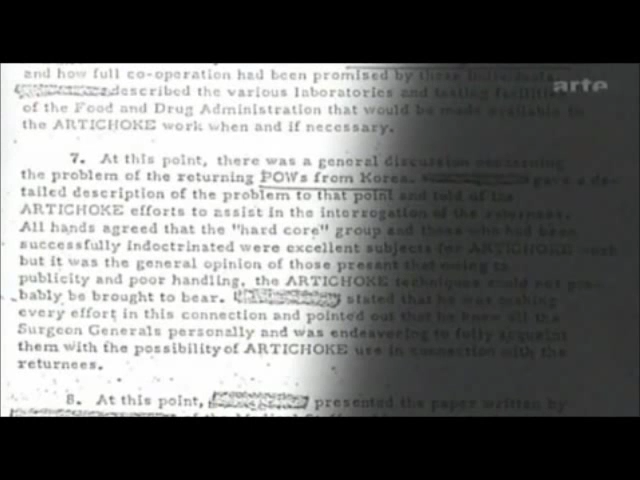 and how full co-operation had been promised by these individuals.
arte
described the various laboratories and testing facilities
of the Food and Drug Administration that would be made available to
the ARTICHOKE work when and if necessary.
7. At this point, there was a general discussion concerning
the problem of the returning POWs from Korea. gave a de-
tailed description of the problem to that point and told of the
ARTICHOKE efforts to assist in the interrogation of the returnees.
All hands agreed that the "hard core" group and those who had been
successfully indoctrinated were excellent subjects for ARTICHOKE work
but it was the general opinion of those present that owing to
publicity and poor handling, the ARTICHOKE techniques could not pro-
bably be brought to bear. stated that he was making
every effort in this connection and pointed out that he knew all the
Surgeon Generals personally and was endeavoring to fully acquaint
them with the possibility of ARTICHOKE use in connection with the
returnees.
8. At this point, presented the paper written by
of the Medical